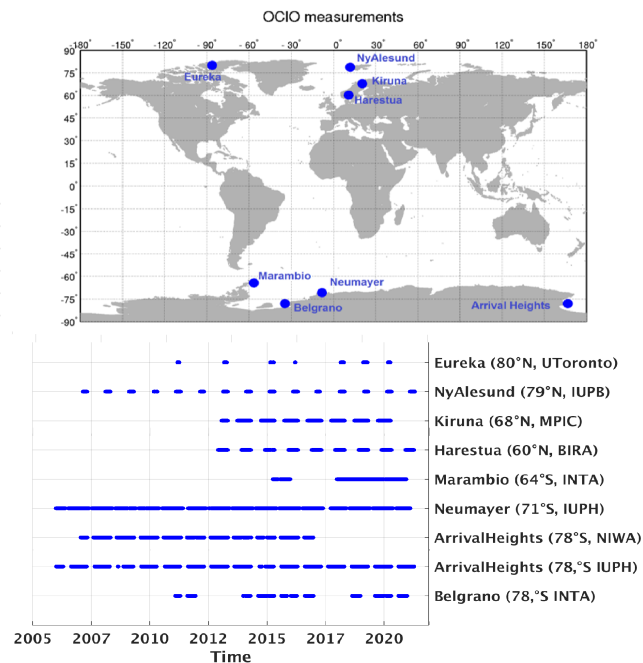 OClO measurements
-180° -150° -120° -90° -60° -30° 0° 30° 60° 90° 120° 150° 180°
90°
75°
60°
45°
30°
15°
0°
-15°
-30°
-45°
-60°
-75°
-90°
NyAlesund
Eureka
Kiruna
Harestua
Marambio
Neumayer
Belgrano
Arrival Heights
Eureka (80°N, UToronto)
NyAlesund (79°N, IUPB)
Kiruna (68°N, MPIC)
Harestua (60°N, BIRA)
Marambio (64°S, INTA)
Neumayer (71°S, IUPH)
ArrivalHeights (78°S, NIWA)
ArrivalHeights (78,°S IUPH)
Belgrano (78,°S INTA)
2005 2007 2010 2012 2015 2017 2020
Time